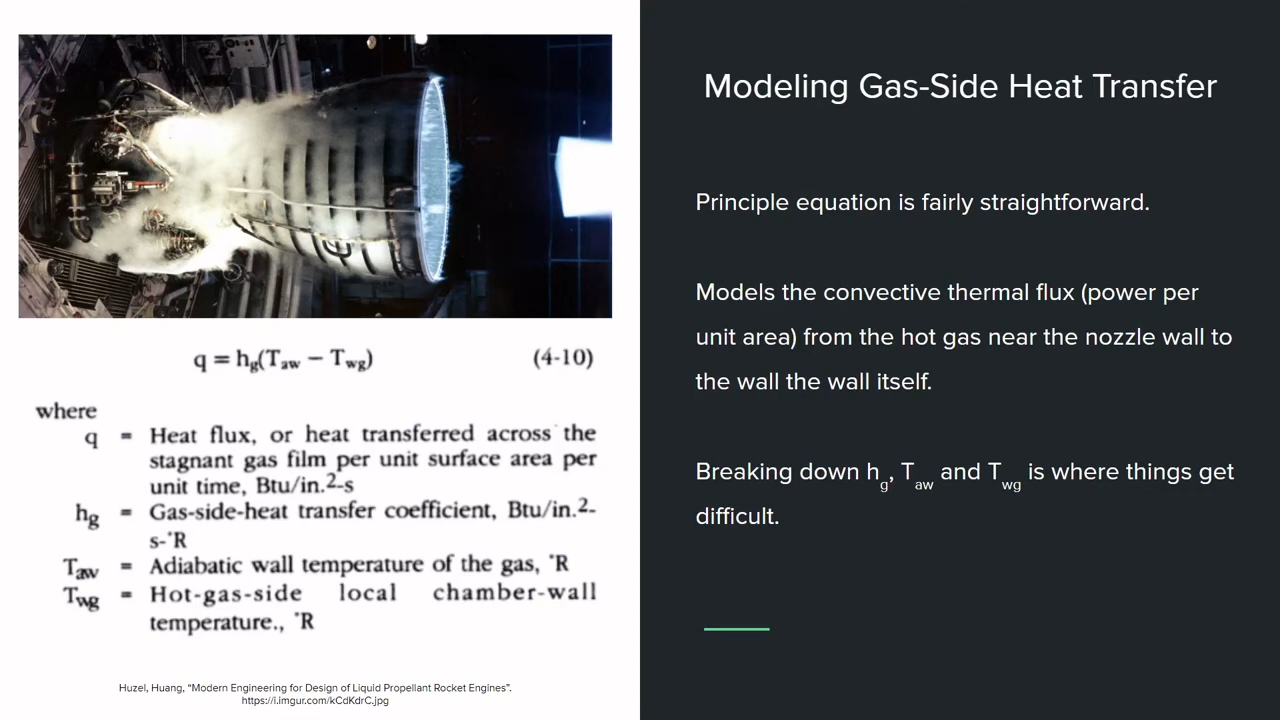 q = hg(Taw − Twg) (4-10)
where
q = Heat flux, or heat transferred across the
stagnant gas film per unit surface area per
unit time, Btu/in.2-s
hg = Gas-side-heat transfer coefficient, Btu/in.2-
s-°R
Taw = Adiabatic wall temperature of the gas, °R
Twg = Hot-gas-side local chamber-wall
temperature., °R
Huzel, Huang, “Modern Engineering for Design of Liquid Propellant Rocket Engines”.
https://i.imgur.com/kCdKdrC.jpg
Modeling Gas-Side Heat Transfer
Principle equation is fairly straightforward.
Models the convective thermal flux (power per
unit area) from the hot gas near the nozzle wall to
the wall the wall itself.
Breaking down hg, Taw and Twg is where things get
difficult.